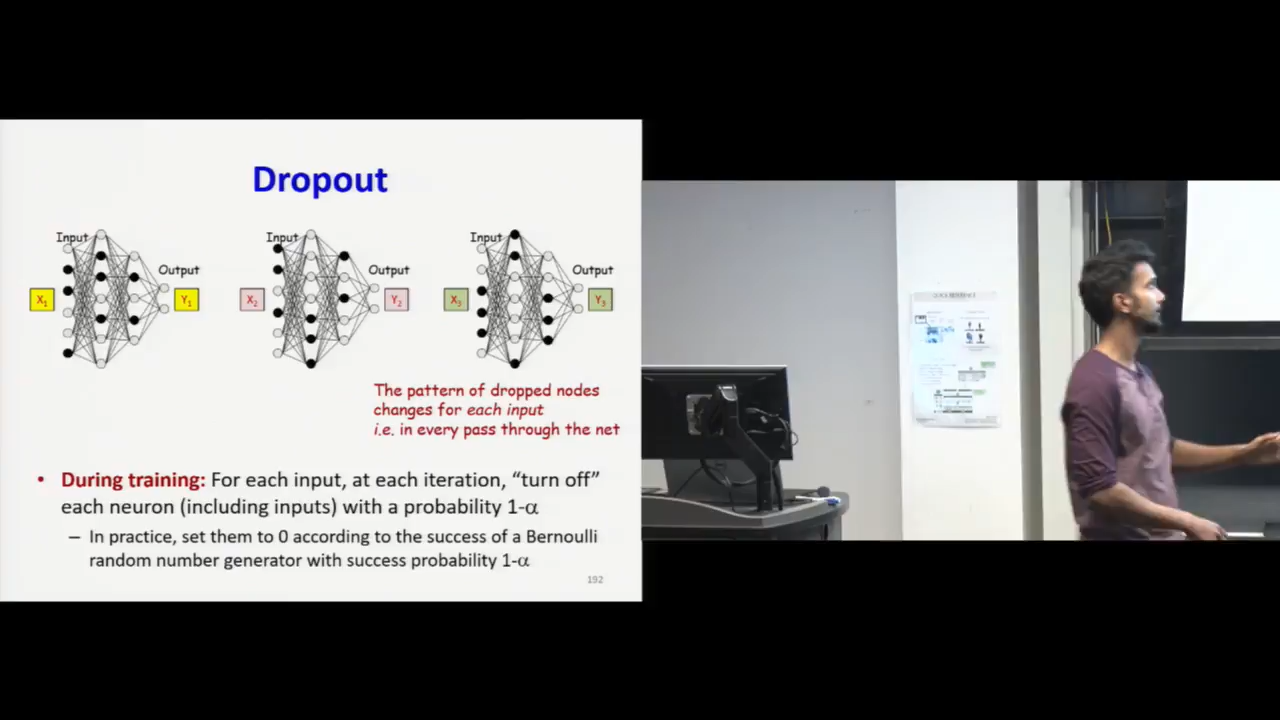 Dropout
Input
Output
X1
Y1
Input
Output
X2
Y2
Input
Output
X3
Y3
The pattern of dropped nodes
changes for each input
i.e. in every pass through the net
• During training: For each input, at each iteration, “turn off”
each neuron (including inputs) with a probability 1-α
– In practice, set them to 0 according to the success of a Bernoulli
random number generator with success probability 1-α
192